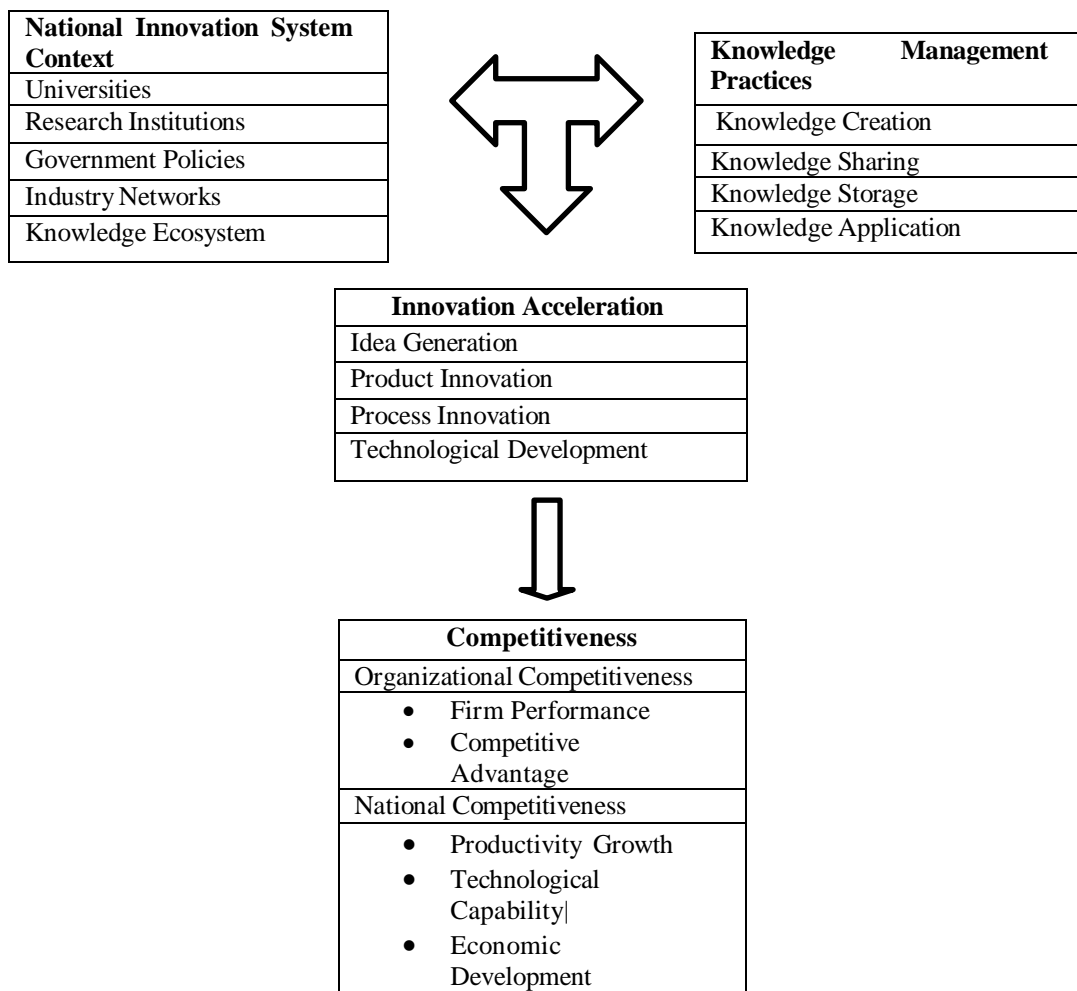 National Innovation System
Context
Universities
Research Institutions
Government Policies
Industry Networks
Knowledge Ecosystem
Knowledge Management
Practices
Knowledge Creation
Knowledge Sharing
Knowledge Storage
Knowledge Application
Innovation Acceleration
Idea Generation
Product Innovation
Process Innovation
Technological Development
Competitiveness
Organizational Competitiveness
• Firm Performance
• Competitive
Advantage
National Competitiveness
• Productivity Growth
• Technological
Capability|
• Economic
Development